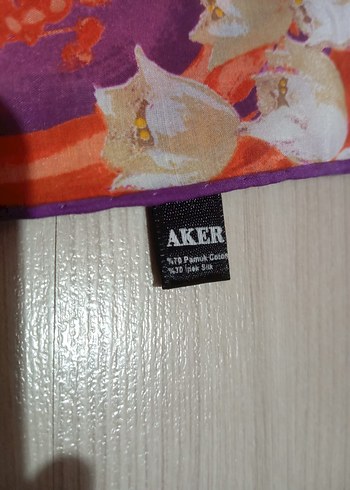 AKER
%70 Pamuk Cotton
%30 İpek Silk